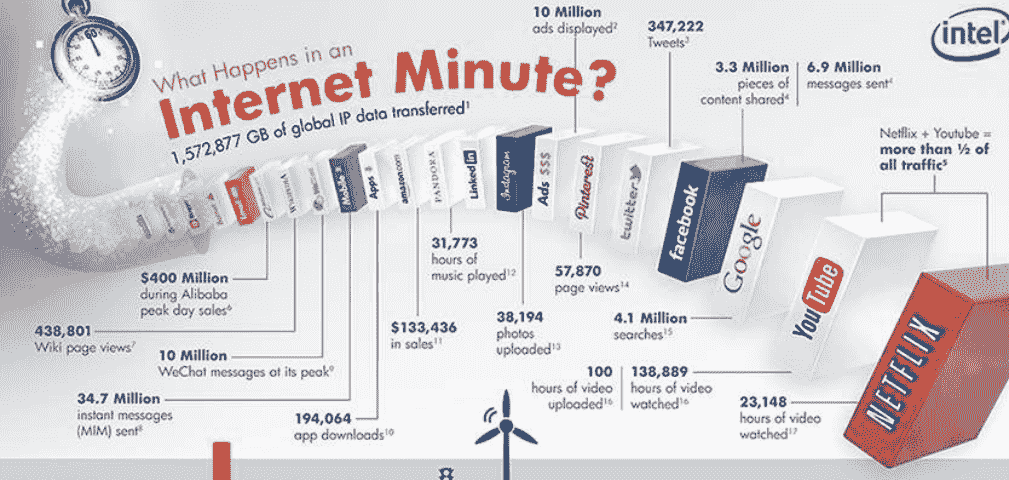 What Happens in an
Internet Minute?
1,572,877 GB of global IP data transferred¹
60
intel
10 Million
ads displayed²
347,222
Tweets³
3.3 Million
pieces of
content shared⁴
6.9 Million
messages sent⁴
Netflix + Youtube =
more than ½ of
all traffic⁵
Mobile
Apps
amazon.com
PANDORA
Linked in
Instagram
Ads $$$
Pinterest
twitter
facebook
Google
YouTube
NETFLIX
$400 Million
during Alibaba
peak day sales⁶
438,801
Wiki page views⁷
10 Million
WeChat messages at its peak⁹
34.7 Million
instant messages
(MIM) sent⁸
194,064
app downloads¹⁰
$133,436
in sales¹¹
31,773
hours of
music played¹²
38,194
photos
uploaded¹³
57,870
page views¹⁴
4.1 Million
searches¹⁵
100
hours of video
uploaded¹⁶
138,889
hours of video
watched¹⁶
23,148
hours of video
watched¹⁷